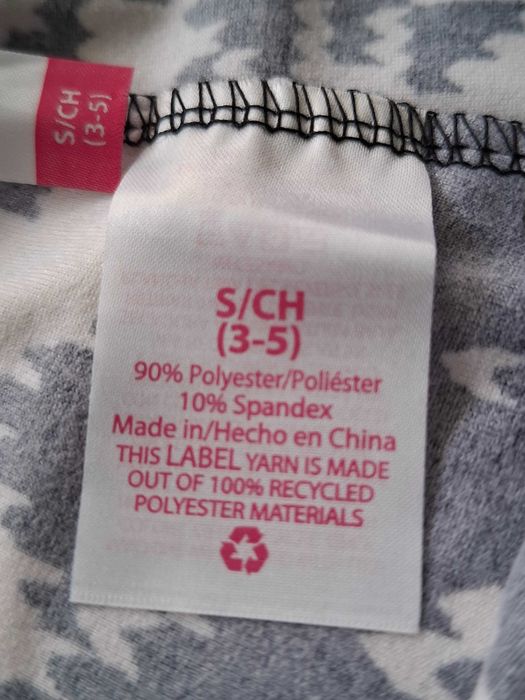 S/CH
(3-5)
S/CH
(3-5)
90% Polyester/Poliéster
10% Spandex
Made in/Hecho en China
THIS LABEL YARN IS MADE
OUT OF 100% RECYCLED
POLYESTER MATERIALS